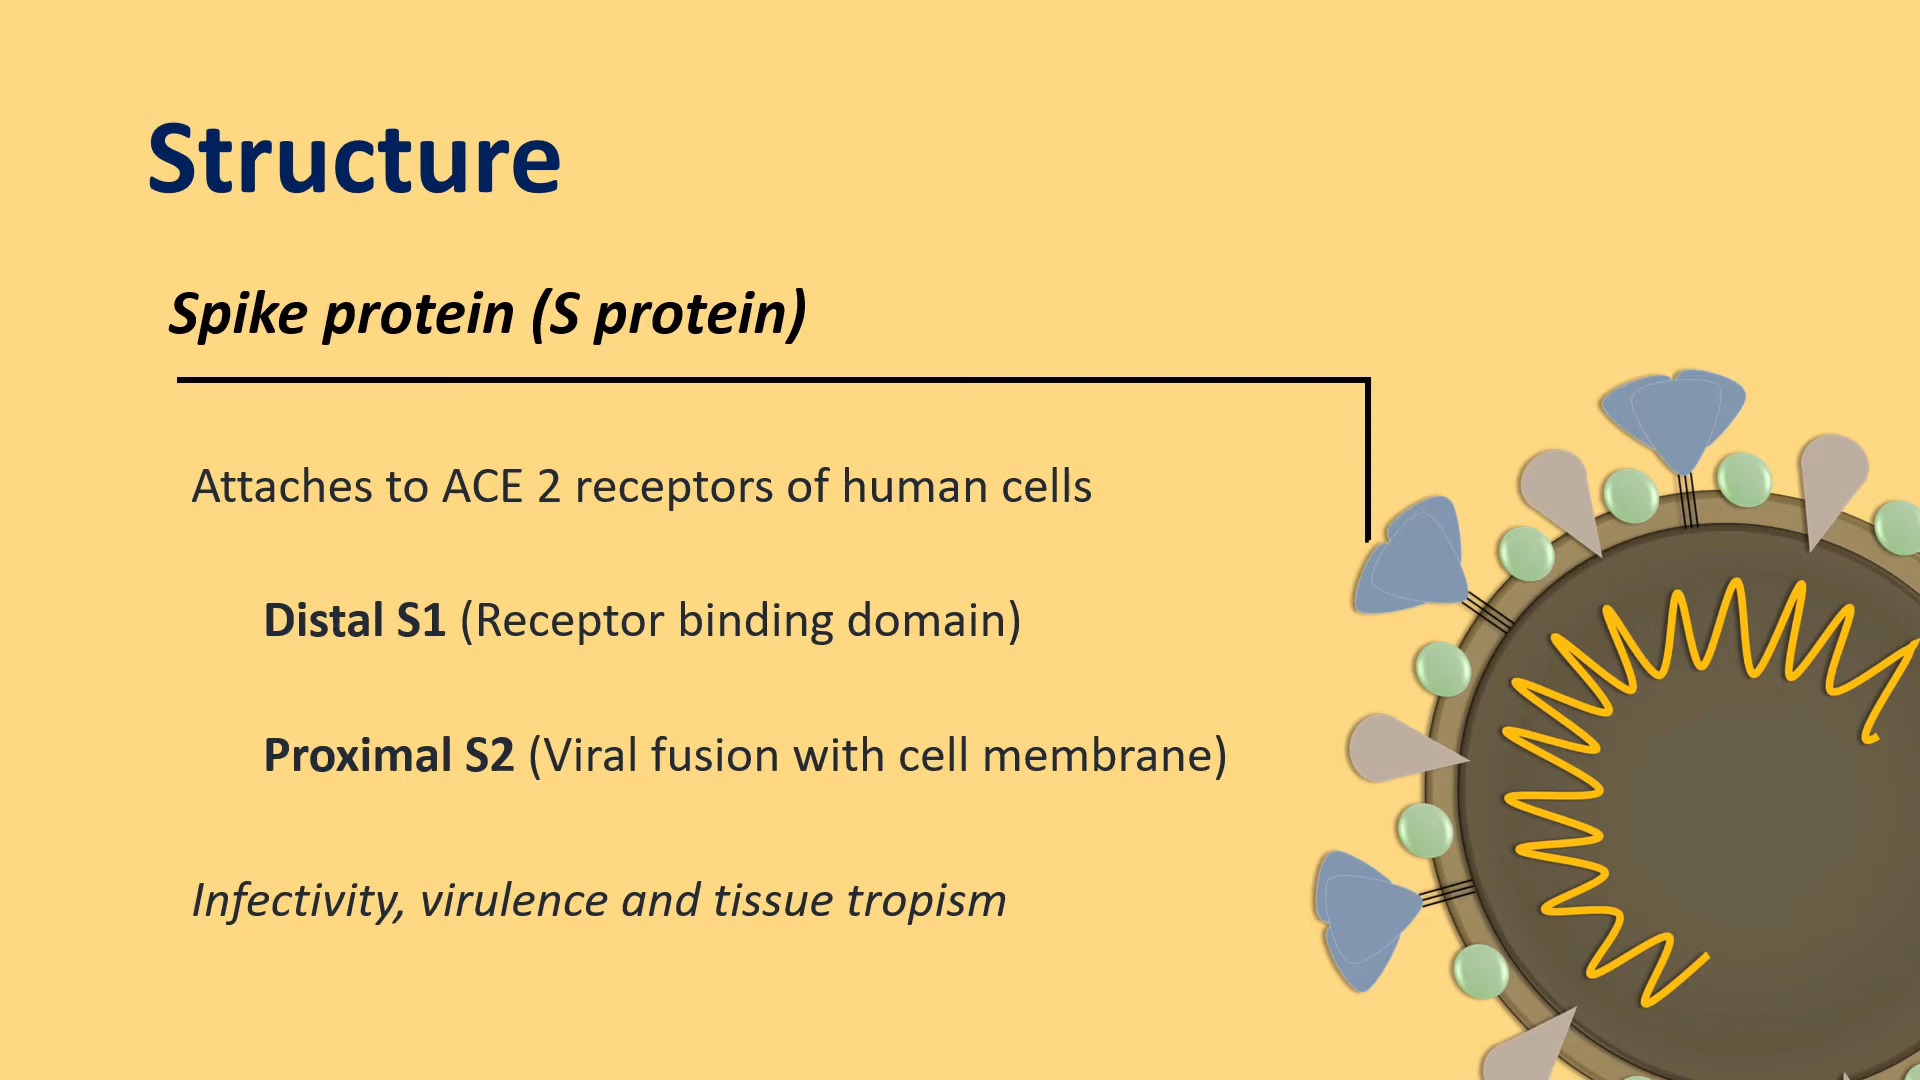 Structure
Spike protein (S protein)
Attaches to ACE 2 receptors of human cells
Distal S1 (Receptor binding domain)
Proximal S2 (Viral fusion with cell membrane)
Infectivity, virulence and tissue tropism